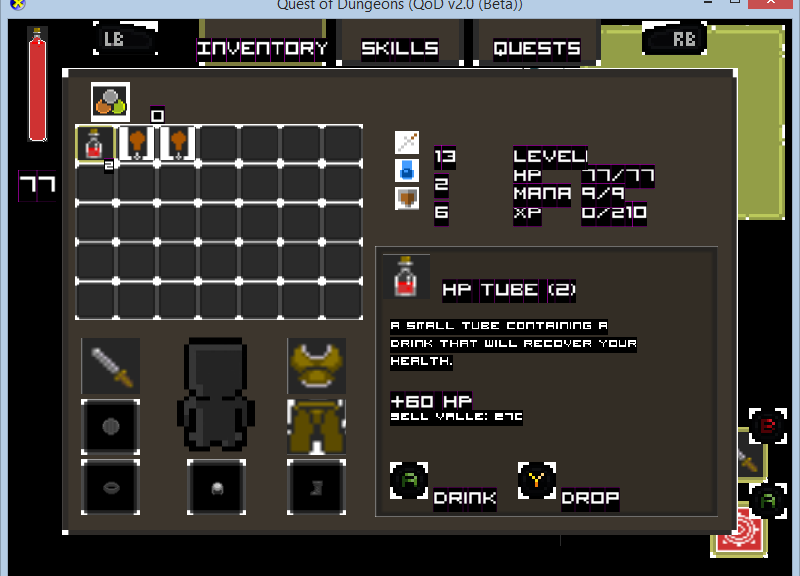 Quest of Dungeons (QoD v2.0 (Beta))
LB
INVENTORY
SKILLS
QUESTS
RB
77
2
13
2
6
LEVEL:
HP 77/77
MANA 9/9
XP 0/210
HP TUBE (2)
A SMALL TUBE CONTAINING A
DRINK THAT WILL RECOVER YOUR
HEALTH.
+60 HP
SELL VALUE:
A DRINK
Y DROP
B
A